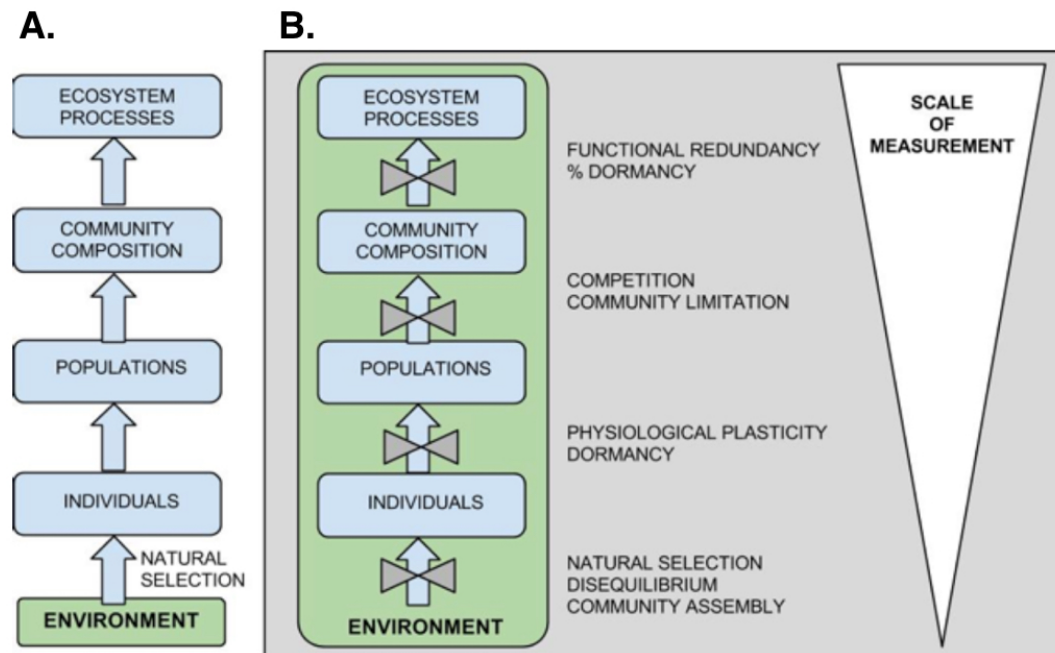 A.
ECOSYSTEM
PROCESSES
COMMUNITY
COMPOSITION
POPULATIONS
INDIVIDUALS
NATURAL
SELECTION
ENVIRONMENT
B.
ECOSYSTEM
PROCESSES
COMMUNITY
COMPOSITION
POPULATIONS
INDIVIDUALS
ENVIRONMENT
FUNCTIONAL REDUNDANCY
% DORMANCY
COMPETITION
COMMUNITY LIMITATION
PHYSIOLOGICAL PLASTICITY
DORMANCY
NATURAL SELECTION
DISEQUILIBRIUM
COMMUNITY ASSEMBLY
SCALE
OF
MEASUREMENT